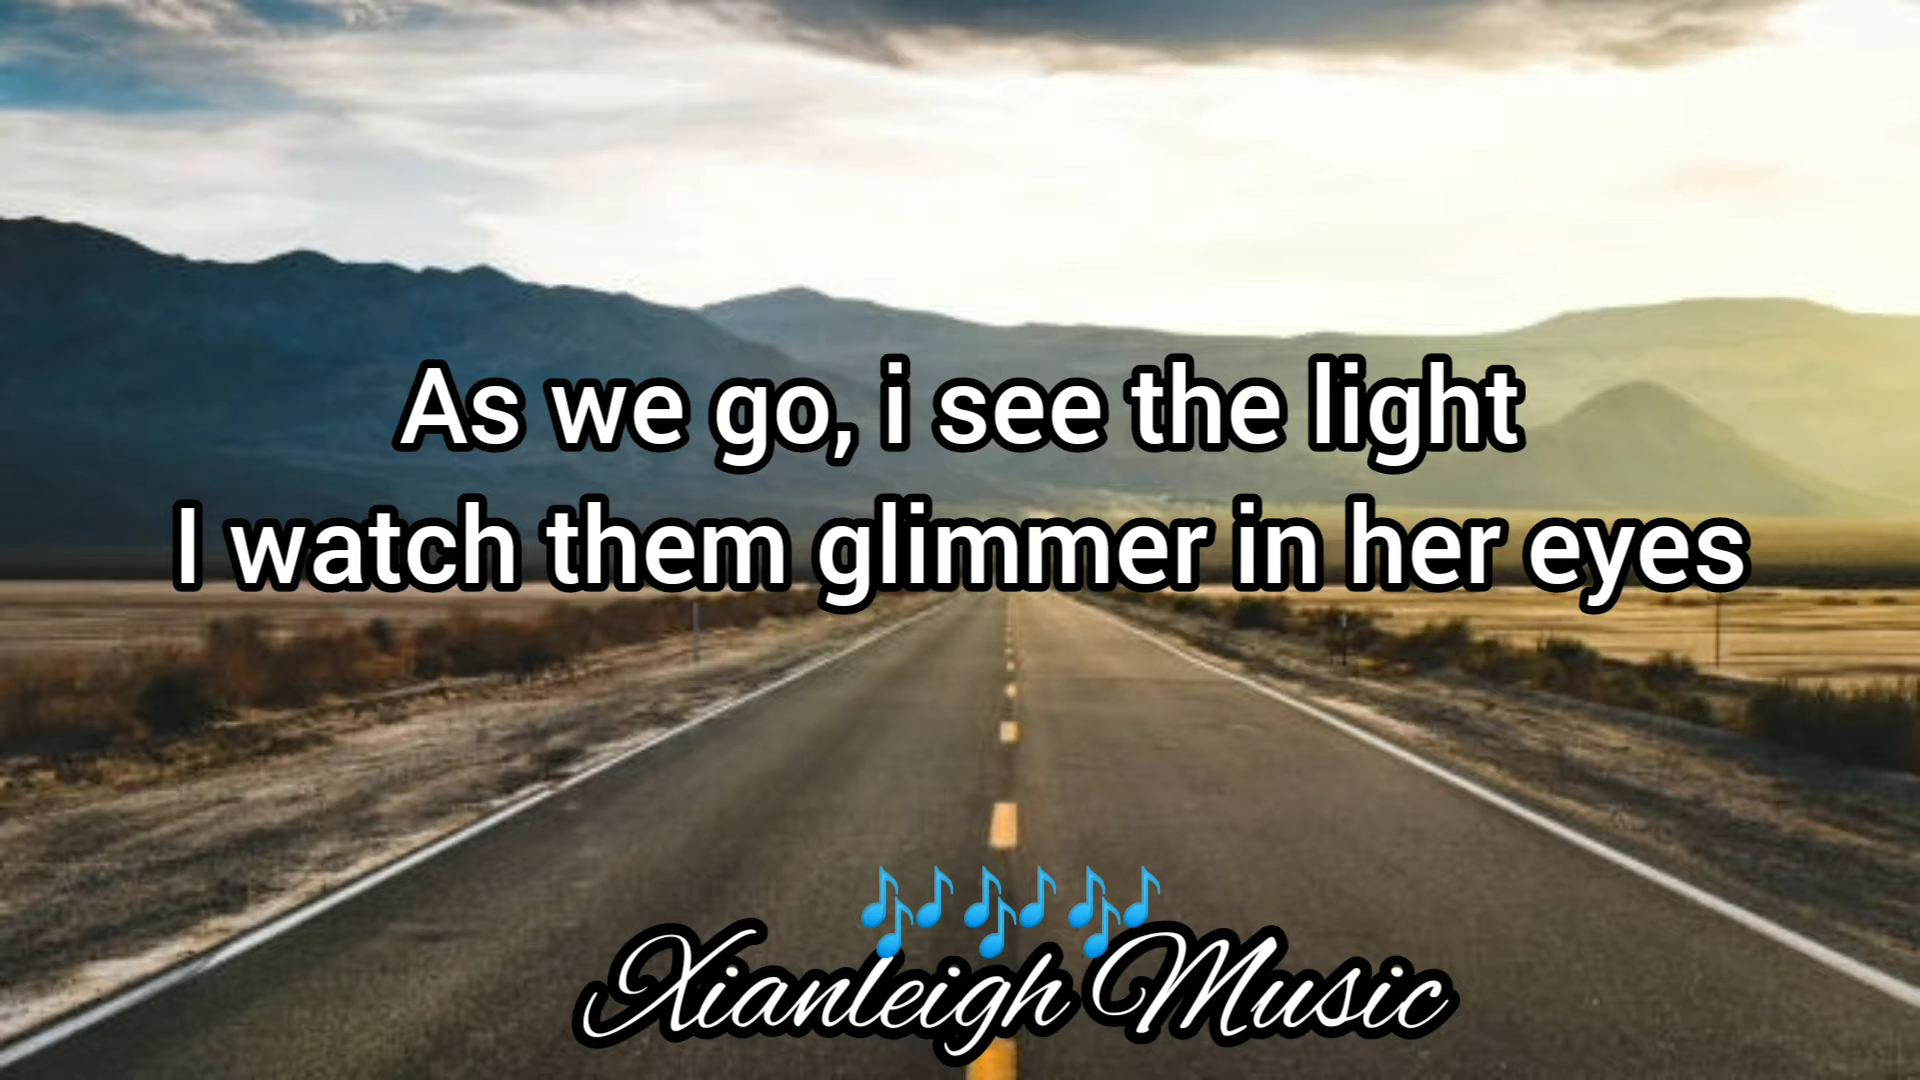 As we go, i see the light
I watch them glimmer in her eyes
Xianleigh Music